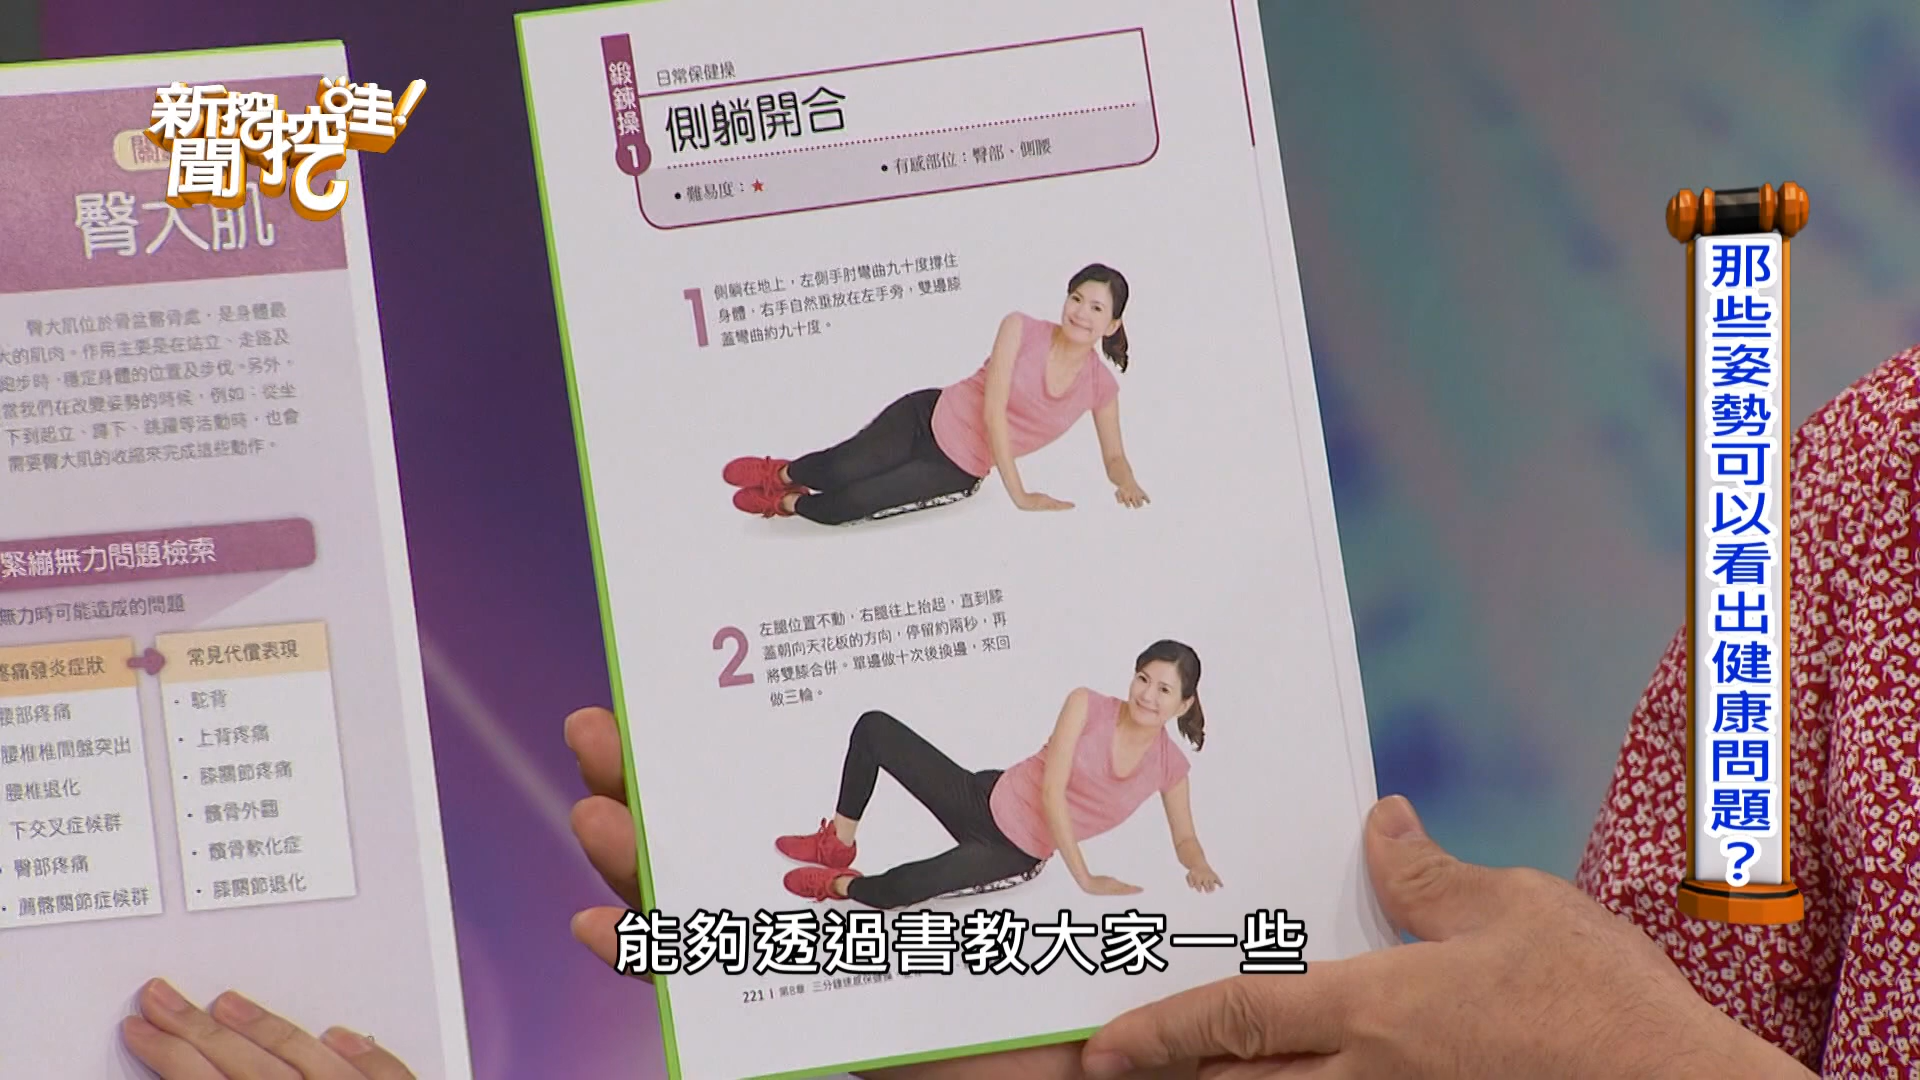 新聞挖挖哇!
臀大肌
臀大肌位於骨盆髂骨處，是身體最
大的肌肉。作用主要是在站立、走路及
跑步時，穩定身體的位置及步伐。另外，
當我們在改變姿勢的時候，例如：從坐
下到起立、蹲下、跳躍等活動時，也會
需要臀大肌的收縮來完成這些動作。
緊繃無力問題檢索
無力時可能造成的問題
疼痛發炎症狀
腰部疼痛
腰椎椎間盤突出
腰椎退化
下交叉症候群
臀部疼痛
薦髂關節症候群
常見代償表現
駝背
上背疼痛
膝關節疼痛
髕骨外翻
髕骨軟化症
膝關節退化
鍛鍊操1
日常保健操
側躺開合
•難易度：★
•有感部位：臀部、側腰
1
側躺在地上，左側手肘彎曲九十度撐住
身體，右手自然垂放在左手旁，雙邊膝
蓋彎曲約九十度。
2
左腿位置不動，右腿往上抬起，直到膝
蓋朝向天花板的方向，停留約兩秒，再
將雙膝合併。單邊做十次後換邊，來回
做三輪。
221 | 第8章
那些姿勢可以看出健康問題?
能夠透過書教大家一些